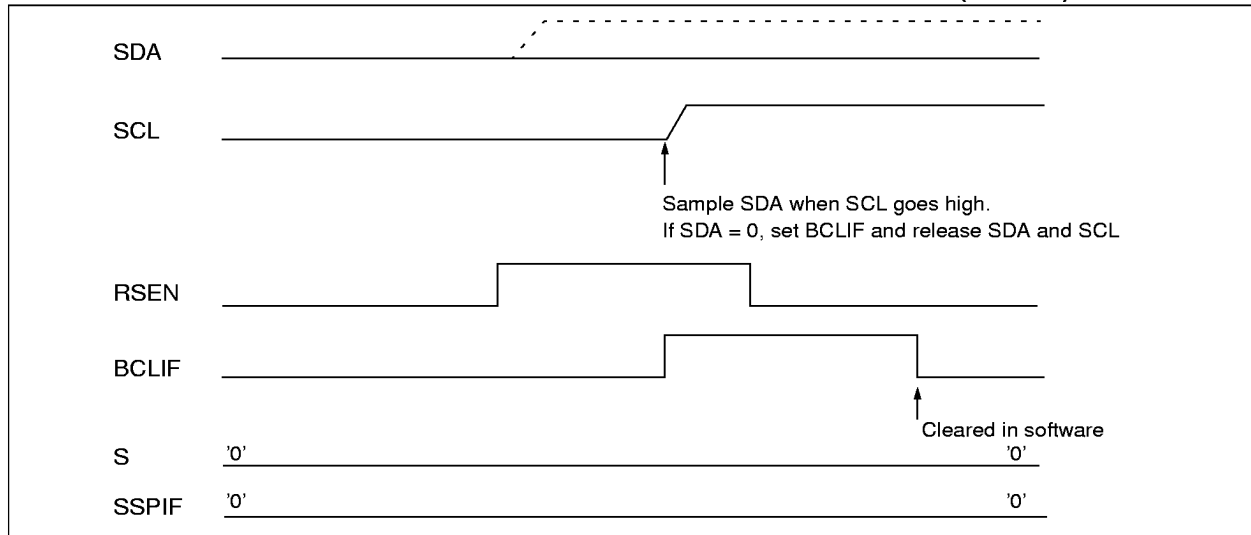 SDA
SCL
Sample SDA when SCL goes high.
If SDA = 0, set BCLIF and release SDA and SCL
RSEN
BCLIF
Cleared in software
S '0' '0'
SSPIF '0' '0'